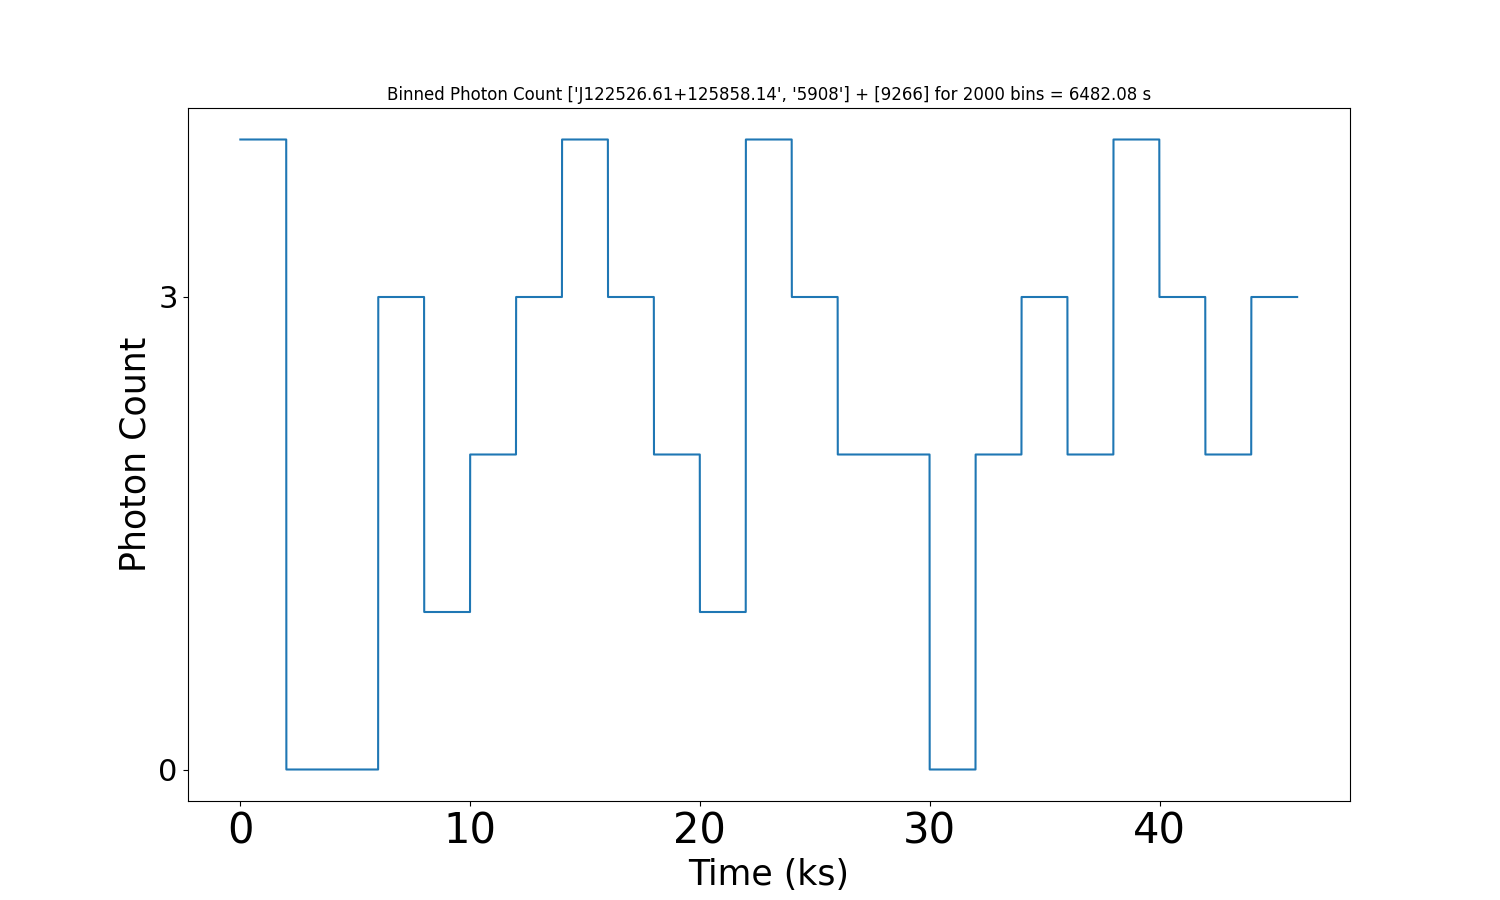 Binned Photon Count ['J122526.61+125858.14', '5908'] + [9266] for 2000 bins = 6482.08 s
Photon Count
3
0
0 10 20 30 40
Time (ks)